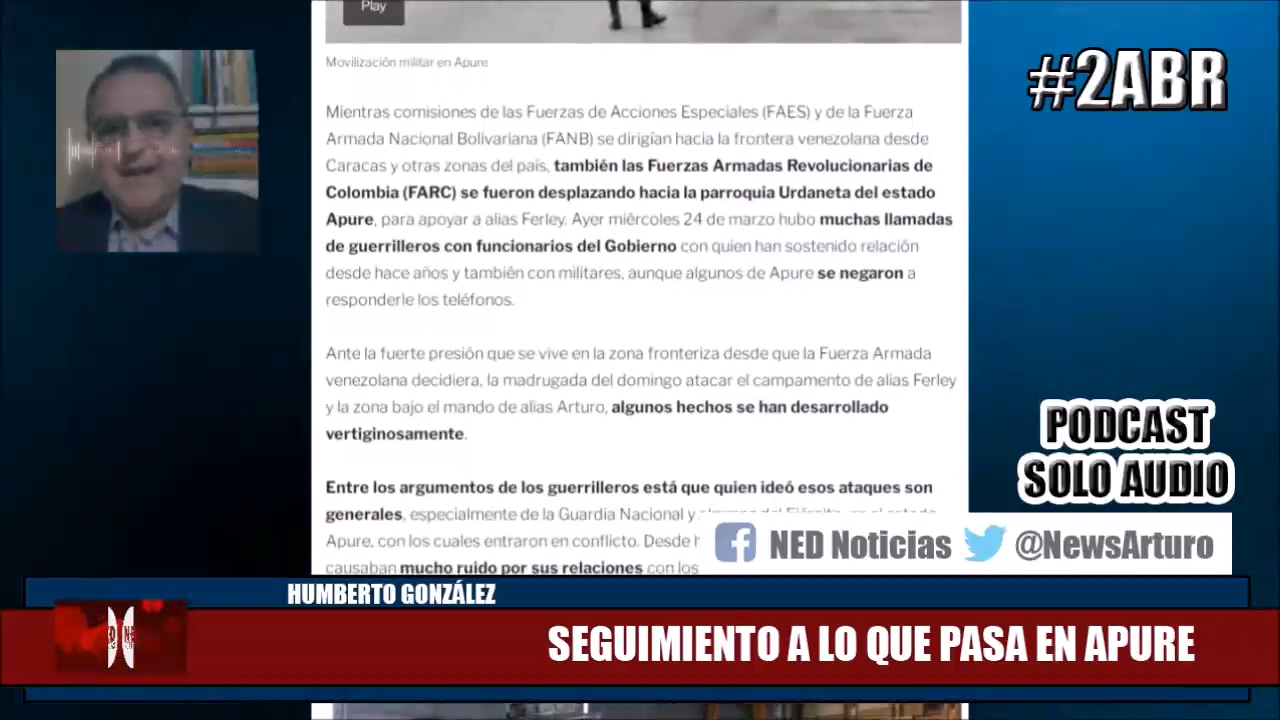 Play
#2ABR
Movilización militar en Apure
Mientras comisiones de las Fuerzas de Acciones Especiales (FAES) y de la Fuerza
Armada Nacional Bolivariana (FANB) se dirigían hacia la frontera venezolana desde
Caracas y otras zonas del país, también las Fuerzas Armadas Revolucionarias de
Colombia (FARC) se fueron desplazando hacia la parroquia Urdaneta del estado
Apure, para apoyar a alias Ferley. Ayer miércoles 24 de marzo hubo muchas llamadas
de guerrilleros con funcionarios del Gobierno con quien han sostenido relación
desde hace años y también con militares, aunque algunos de Apure se negaron a
responderle los teléfonos.
Ante la fuerte presión que se vive en la zona fronteriza desde que la Fuerza Armada
venezolana decidiera, la madrugada del domingo atacar el campamento de alias Ferley
y la zona bajo el mando de alias Arturo, algunos hechos se han desarrollado
vertiginosamente.
Entre los argumentos de los guerrilleros está que quien ideó esos ataques son
generales, especialmente de la Guardia Nacional y
Apure, con los cuales entraron en conflicto. Desde h
causaban mucho ruido por sus relaciones con los
PODCAST
SOLO AUDIO
NED Noticias @NewsArturo
HUMBERTO GONZÁLEZ
SEGUIMIENTO A LO QUE PASA EN APURE